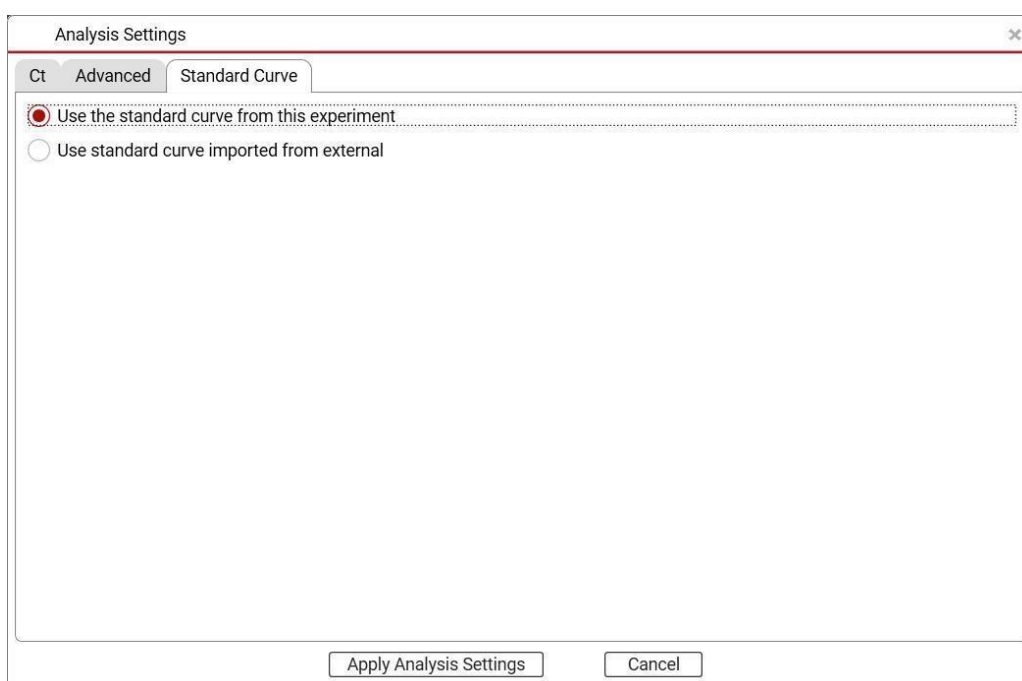 Analysis Settings
Ct Advanced Standard Curve
Use the standard curve from this experiment
Use standard curve imported from external
Apply Analysis Settings Cancel